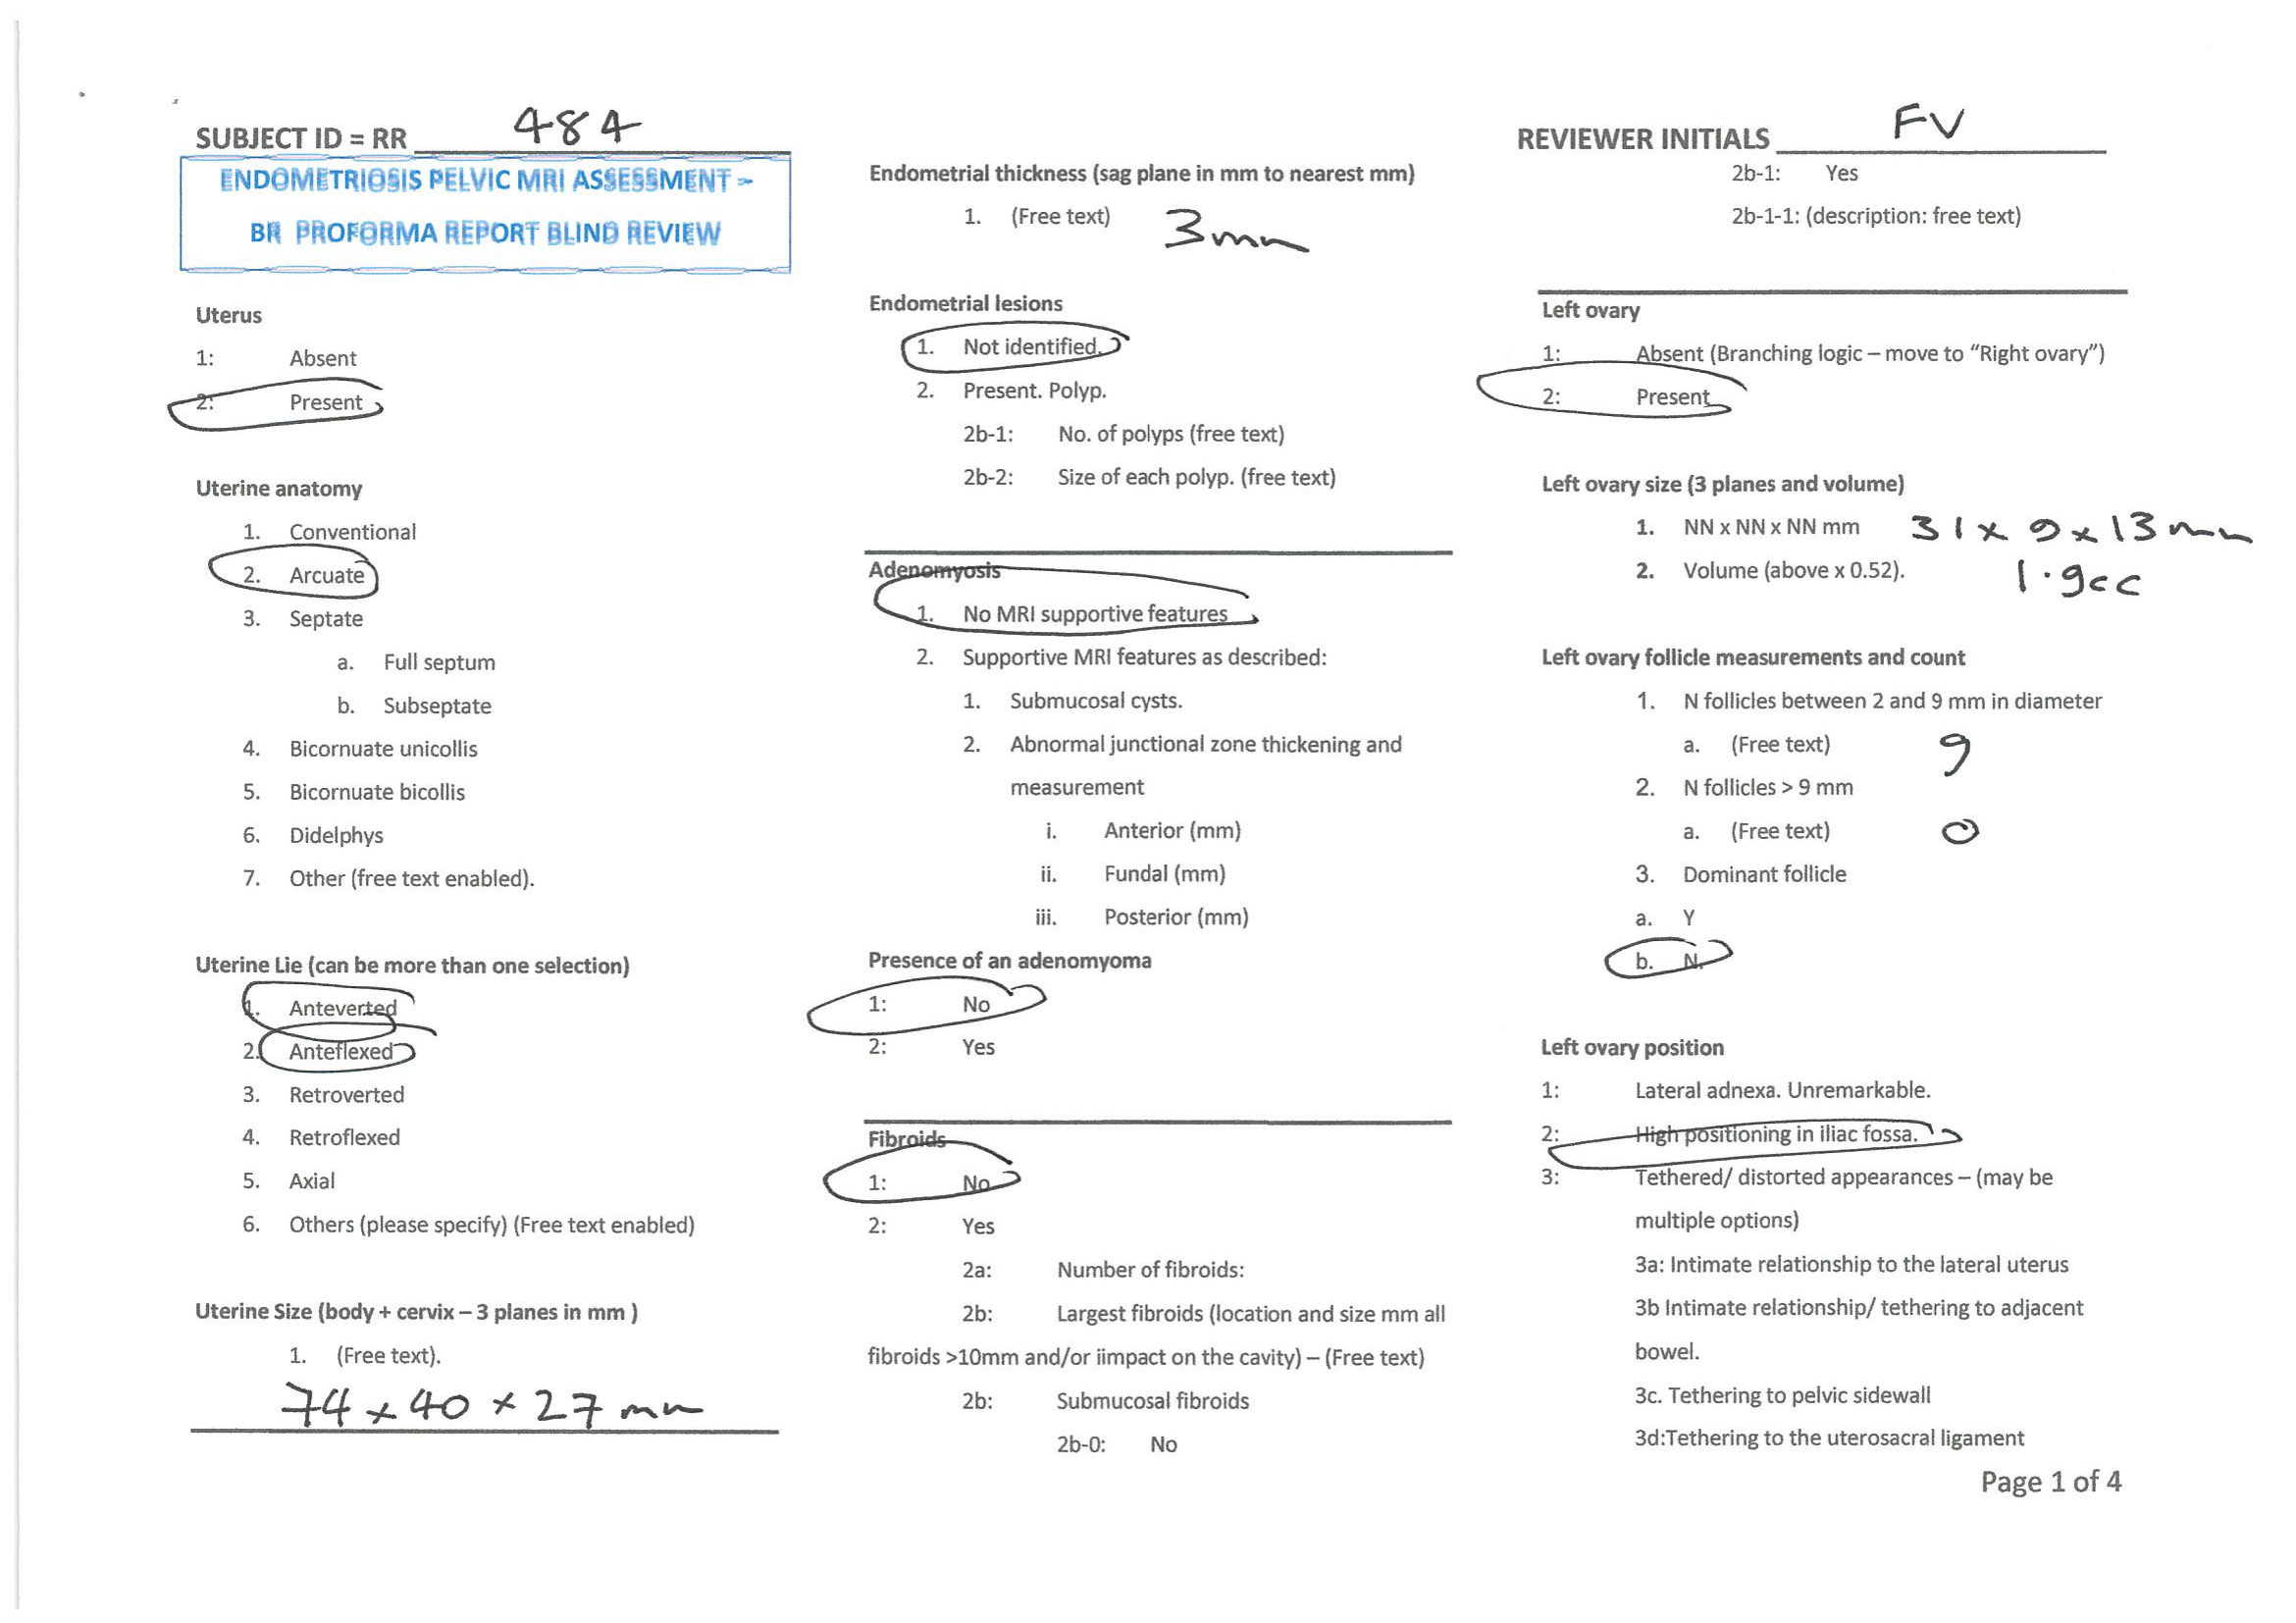 SUBJECT ID = RR 484
ENDOMETRIOSIS PELVIC MRI ASSESSMENT –
BR PROFORMA REPORT BLIND REVIEW
Uterus
1: Absent
2: Present
Uterine anatomy
1. Conventional
2. Arcuate
3. Septate
a. Full septum
b. Subseptate
4. Bicornuate unicollis
5. Bicornuate bicollis
6. Didelphys
7. Other (free text enabled).
Uterine Lie (can be more than one selection)
1. Anteverted
2. Anteflexed
3. Retroverted
4. Retroflexed
5. Axial
6. Others (please specify) (Free text enabled)
Uterine Size (body + cervix – 3 planes in mm )
1. (Free text).
74 x 40 x 27 mm
Endometrial thickness (sag plane in mm to nearest mm)
1. (Free text) 3mm
Endometrial lesions
1. Not identified.
2. Present. Polyp.
2b-1: No. of polyps (free text)
2b-2: Size of each polyp. (free text)
Adenomyosis
1. No MRI supportive features
2. Supportive MRI features as described:
1. Submucosal cysts.
2. Abnormal junctional zone thickening and
measurement
i. Anterior (mm)
ii. Fundal (mm)
iii. Posterior (mm)
Presence of an adenomyoma
1: No
2: Yes
Fibroids
1: No
2: Yes
2a: Number of fibroids:
2b: Largest fibroids (location and size mm all
fibroids >10mm and/or iimpact on the cavity) – (Free text)
2b: Submucosal fibroids
2b-0: No
REVIEWER INITIALS FV
2b-1: Yes
2b-1-1: (description: free text)
Left ovary
1: Absent (Branching logic – move to “Right ovary”)
2: Present
Left ovary size (3 planes and volume)
1. NN x NN x NN mm 31 x 9 x 13mm
2. Volume (above x 0.52). 1.9cc
Left ovary follicle measurements and count
1. N follicles between 2 and 9 mm in diameter
a. (Free text) 9
2. N follicles > 9 mm
a. (Free text) 0
3. Dominant follicle
a. Y
b. N.
Left ovary position
1: Lateral adnexa. Unremarkable.
2: High positioning in iliac fossa.
3: Tethered/ distorted appearances – (may be
multiple options)
3a: Intimate relationship to the lateral uterus
3b Intimate relationship/ tethering to adjacent
bowel.
3c. Tethering to pelvic sidewall
3d:Tethering to the uterosacral ligament
Page 1 of 4